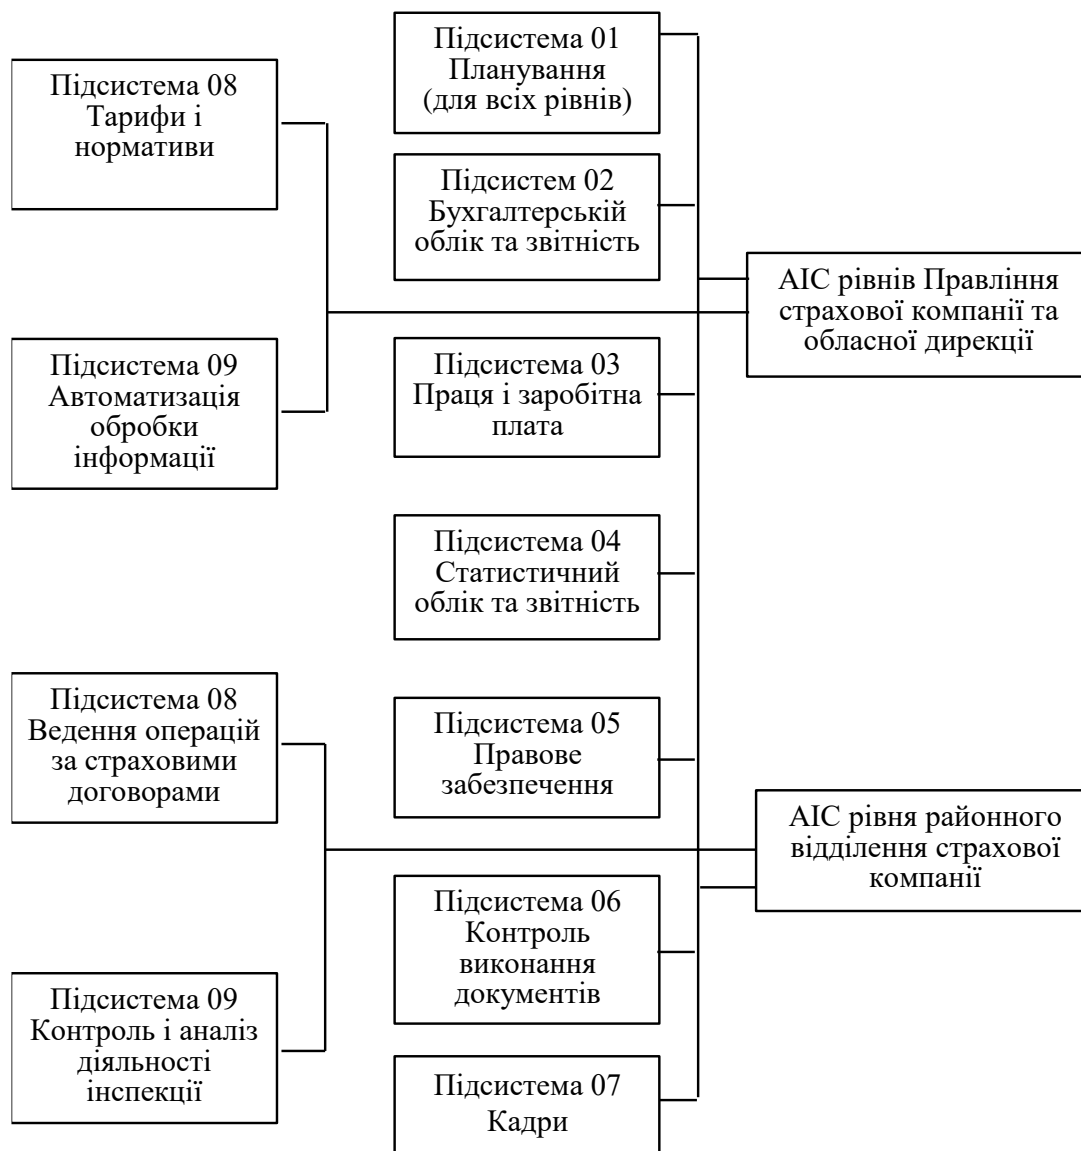 Підсистема 01
Планування
(для всіх рівнів)
Підсистема 08
Тарифи і
нормативи
Підсистем 02
Бухгалтерській
облік та звітність
АІС рівнів Правління
страхової компанії та
обласної дирекції
Підсистема 09
Автоматизація
обробки
інформації
Підсистема 03
Праця і заробітна
плата
Підсистема 04
Статистичний
облік та звітність
Підсистема 08
Ведення операцій
за страховими
договорами
Підсистема 05
Правове
забезпечення
АІС рівня районного
відділення страхової
компанії
Підсистема 06
Контроль
виконання
документів
Підсистема 09
Контроль і аналіз
діяльності
інспекції
Підсистема 07
Кадри